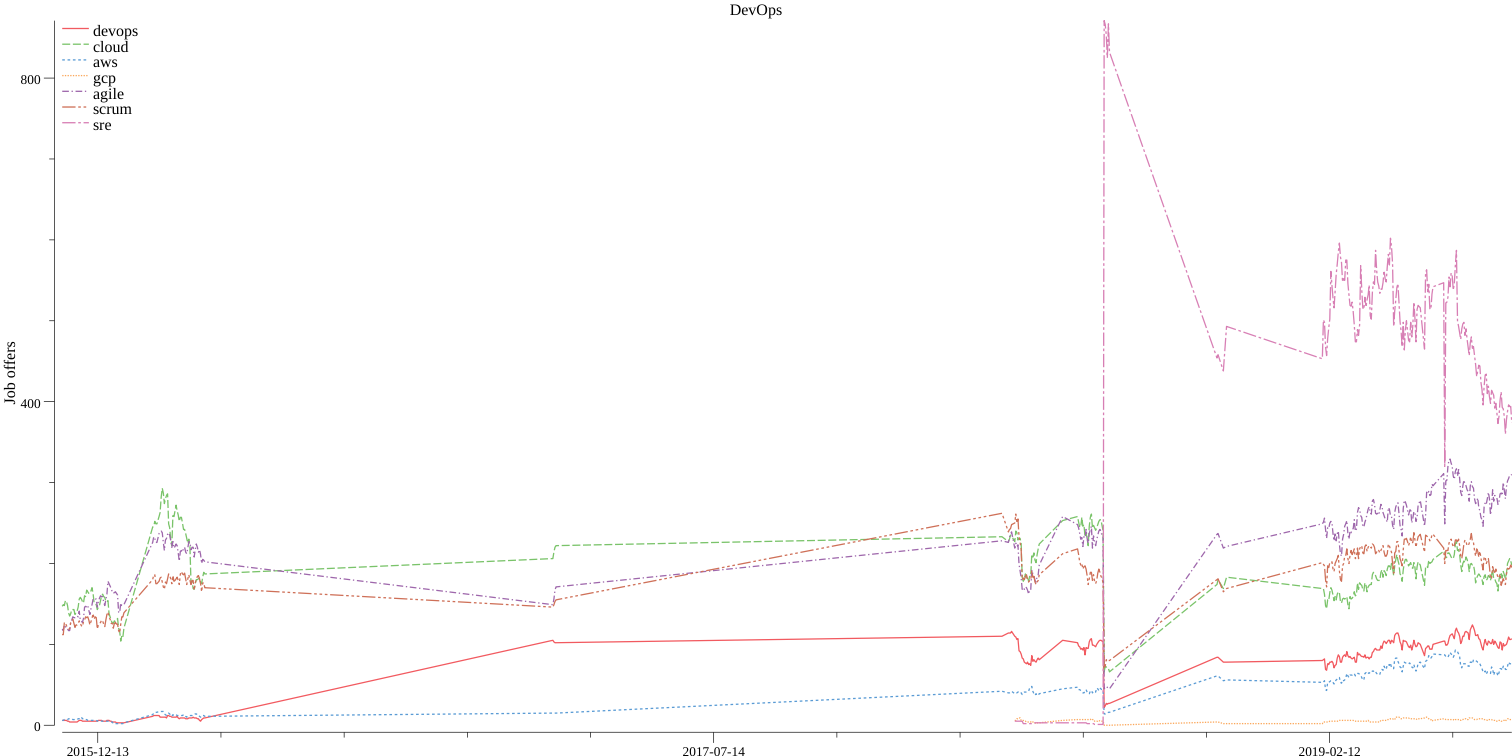 DevOps
devops
cloud
aws
gcp
agile
scrum
sre
800
400
0
Job offers
2015-12-13
2017-07-14
2019-02-12